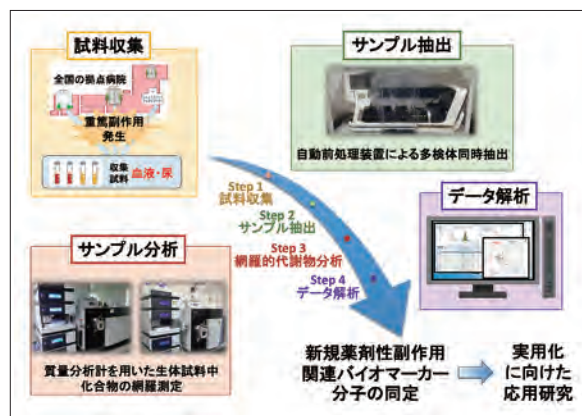 試料収集
全国の拠点病院
重篤副作用
発生
収集
試料
血液・尿
サンプル抽出
自動前処理装置による多検体同時抽出
Step 1
試料収集
Step 2
サンプル抽出
Step 3
網羅的代謝物分析
Step 4
データ解析
サンプル分析
質量分析計を用いた生体試料中
化合物の網羅測定
データ解析
新規薬剤性副作用
関連バイオマーカー
分子の同定
実用化
に向けた
応用研究